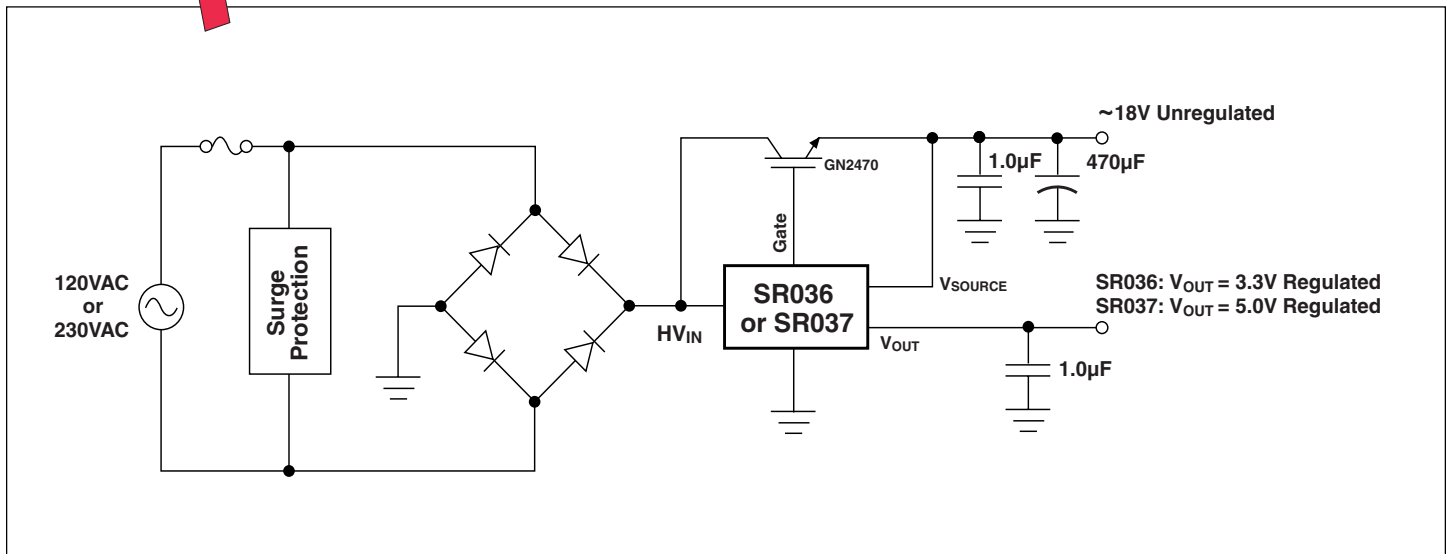 120VAC
or
230VAC
Surge
Protection
HVIN
Gate
GN2470
SR036
or SR037
VSOURCE
VOUT
1.0µF
470µF
~18V Unregulated
SR036: VOUT = 3.3V Regulated
SR037: VOUT = 5.0V Regulated
1.0µF